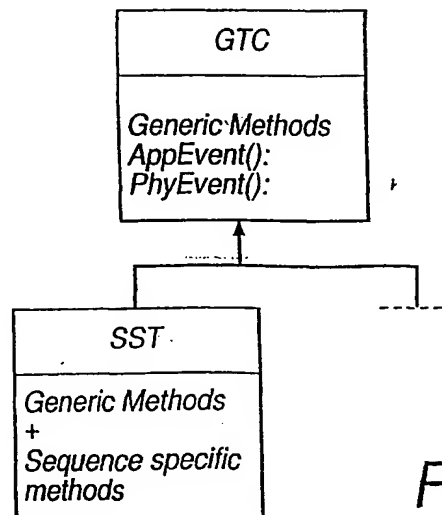 GTC
Generic Methods
AppEvent():
PhyEvent():
SST
Generic Methods
+
Sequence specific
methods
F